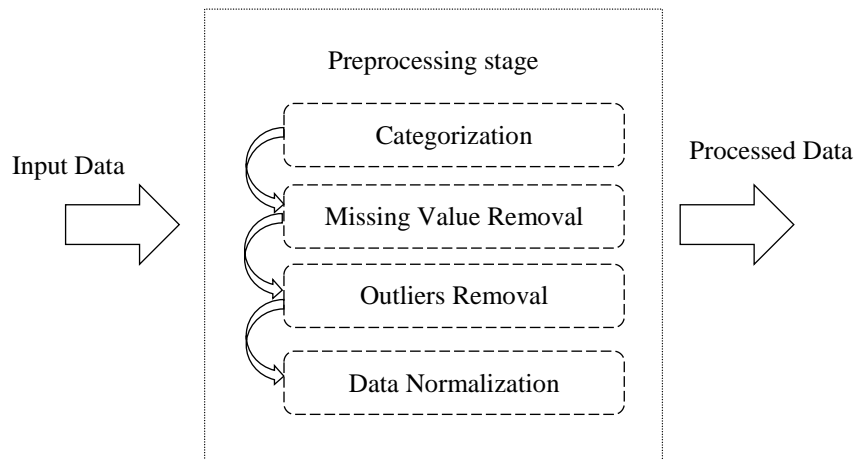 Preprocessing stage
Categorization
Input Data
Processed Data
Missing Value Removal
Outliers Removal
Data Normalization